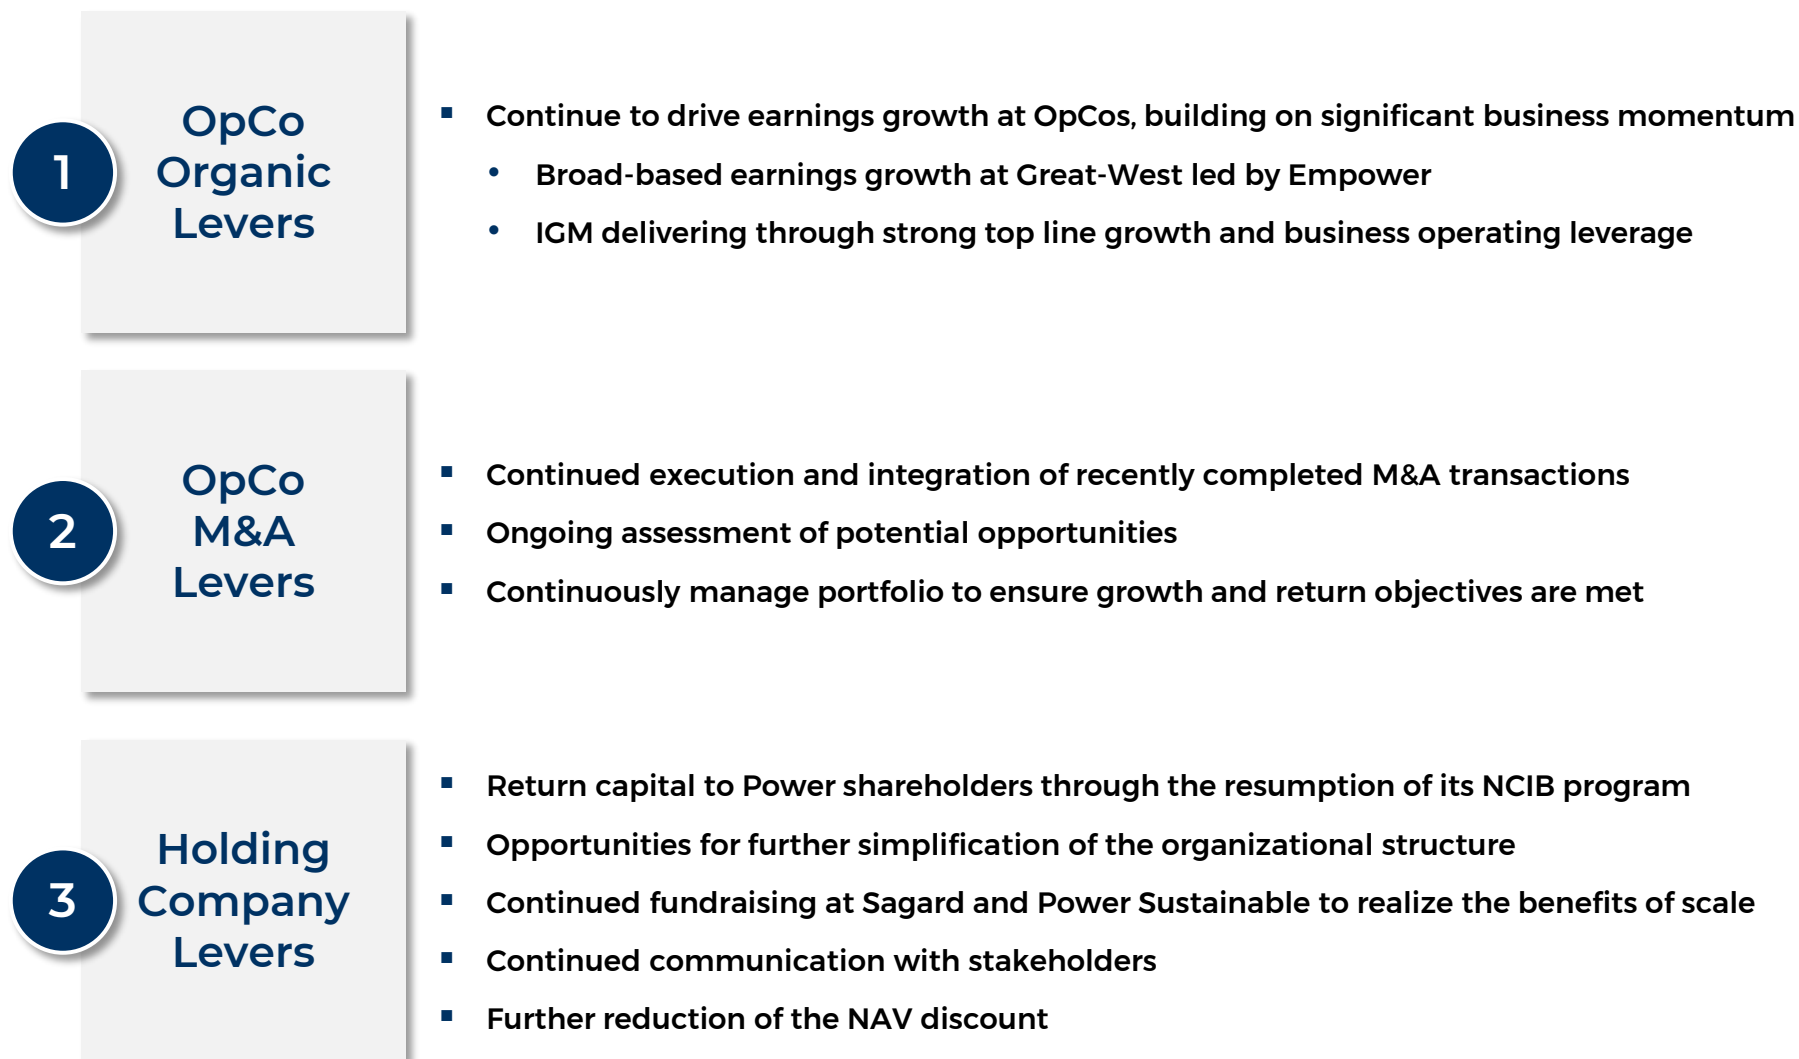 1
OpCo
Organic
Levers
▪ Continue to drive earnings growth at OpCos, building on significant business momentum
• Broad-based earnings growth at Great-West led by Empower
• IGM delivering through strong top line growth and business operating leverage
2
OpCo
M&A
Levers
▪ Continued execution and integration of recently completed M&A transactions
▪ Ongoing assessment of potential opportunities
▪ Continuously manage portfolio to ensure growth and return objectives are met
3
Holding
Company
Levers
▪ Return capital to Power shareholders through the resumption of its NCIB program
▪ Opportunities for further simplification of the organizational structure
▪ Continued fundraising at Sagard and Power Sustainable to realize the benefits of scale
▪ Continued communication with stakeholders
▪ Further reduction of the NAV discount